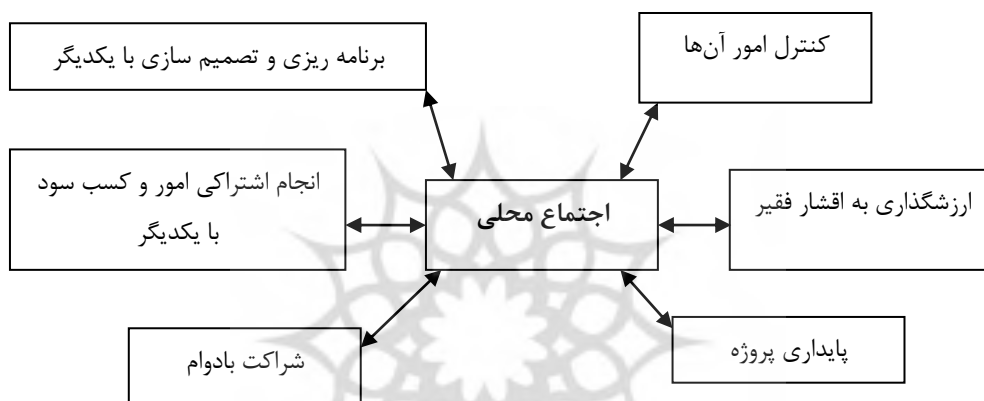 کنترل امور آن‌ها
برنامه ریزی و تصمیم سازی با یکدیگر
ارزشگذاری به اقشار فقیر
اجتماع محلی
انجام اشتراکی امور و کسب سود
با یکدیگر
پایداری پروژه
شراکت بادوام